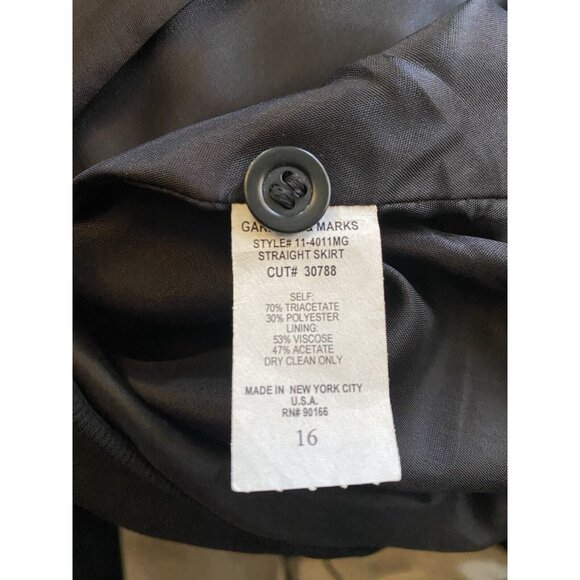 & MARKS
STYLE# 11-4011MG
STRAIGHT SKIRT
CUT# 30788
SELF:
70% TRIACETATE
30% POLYESTER
LINING:
53% VISCOSE
47% ACETATE
DRY CLEAN ONLY
MADE IN NEW YORK CITY
U.S.A.
RN# 90166
16